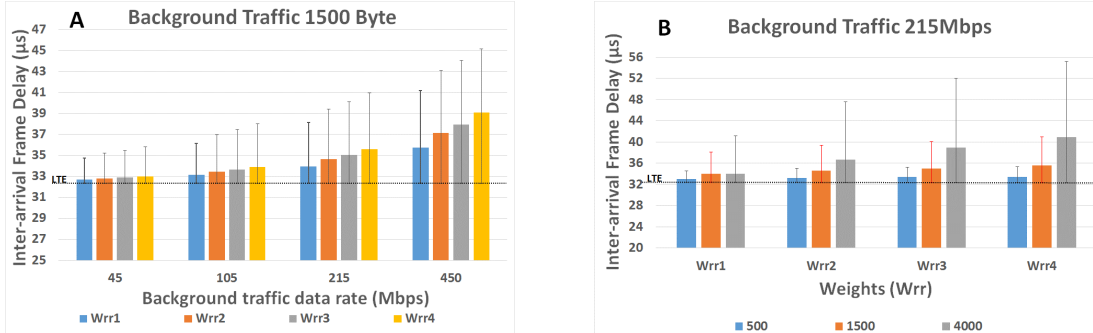 A
Background Traffic 1500 Byte
Inter-arrival Frame Delay (µs)
47
45
43
41
39
37
35
33
31
29
27
25
LTE
45 105 215 450
Background traffic data rate (Mbps)
Wrr1 Wrr2 Wrr3 Wrr4
B
Background Traffic 215Mbps
Inter-arrival Frame Delay (µs)
56
52
48
44
40
36
32
28
24
20
LTE
Wrr1 Wrr2 Wrr3 Wrr4
Weights (Wrr)
500 1500 4000